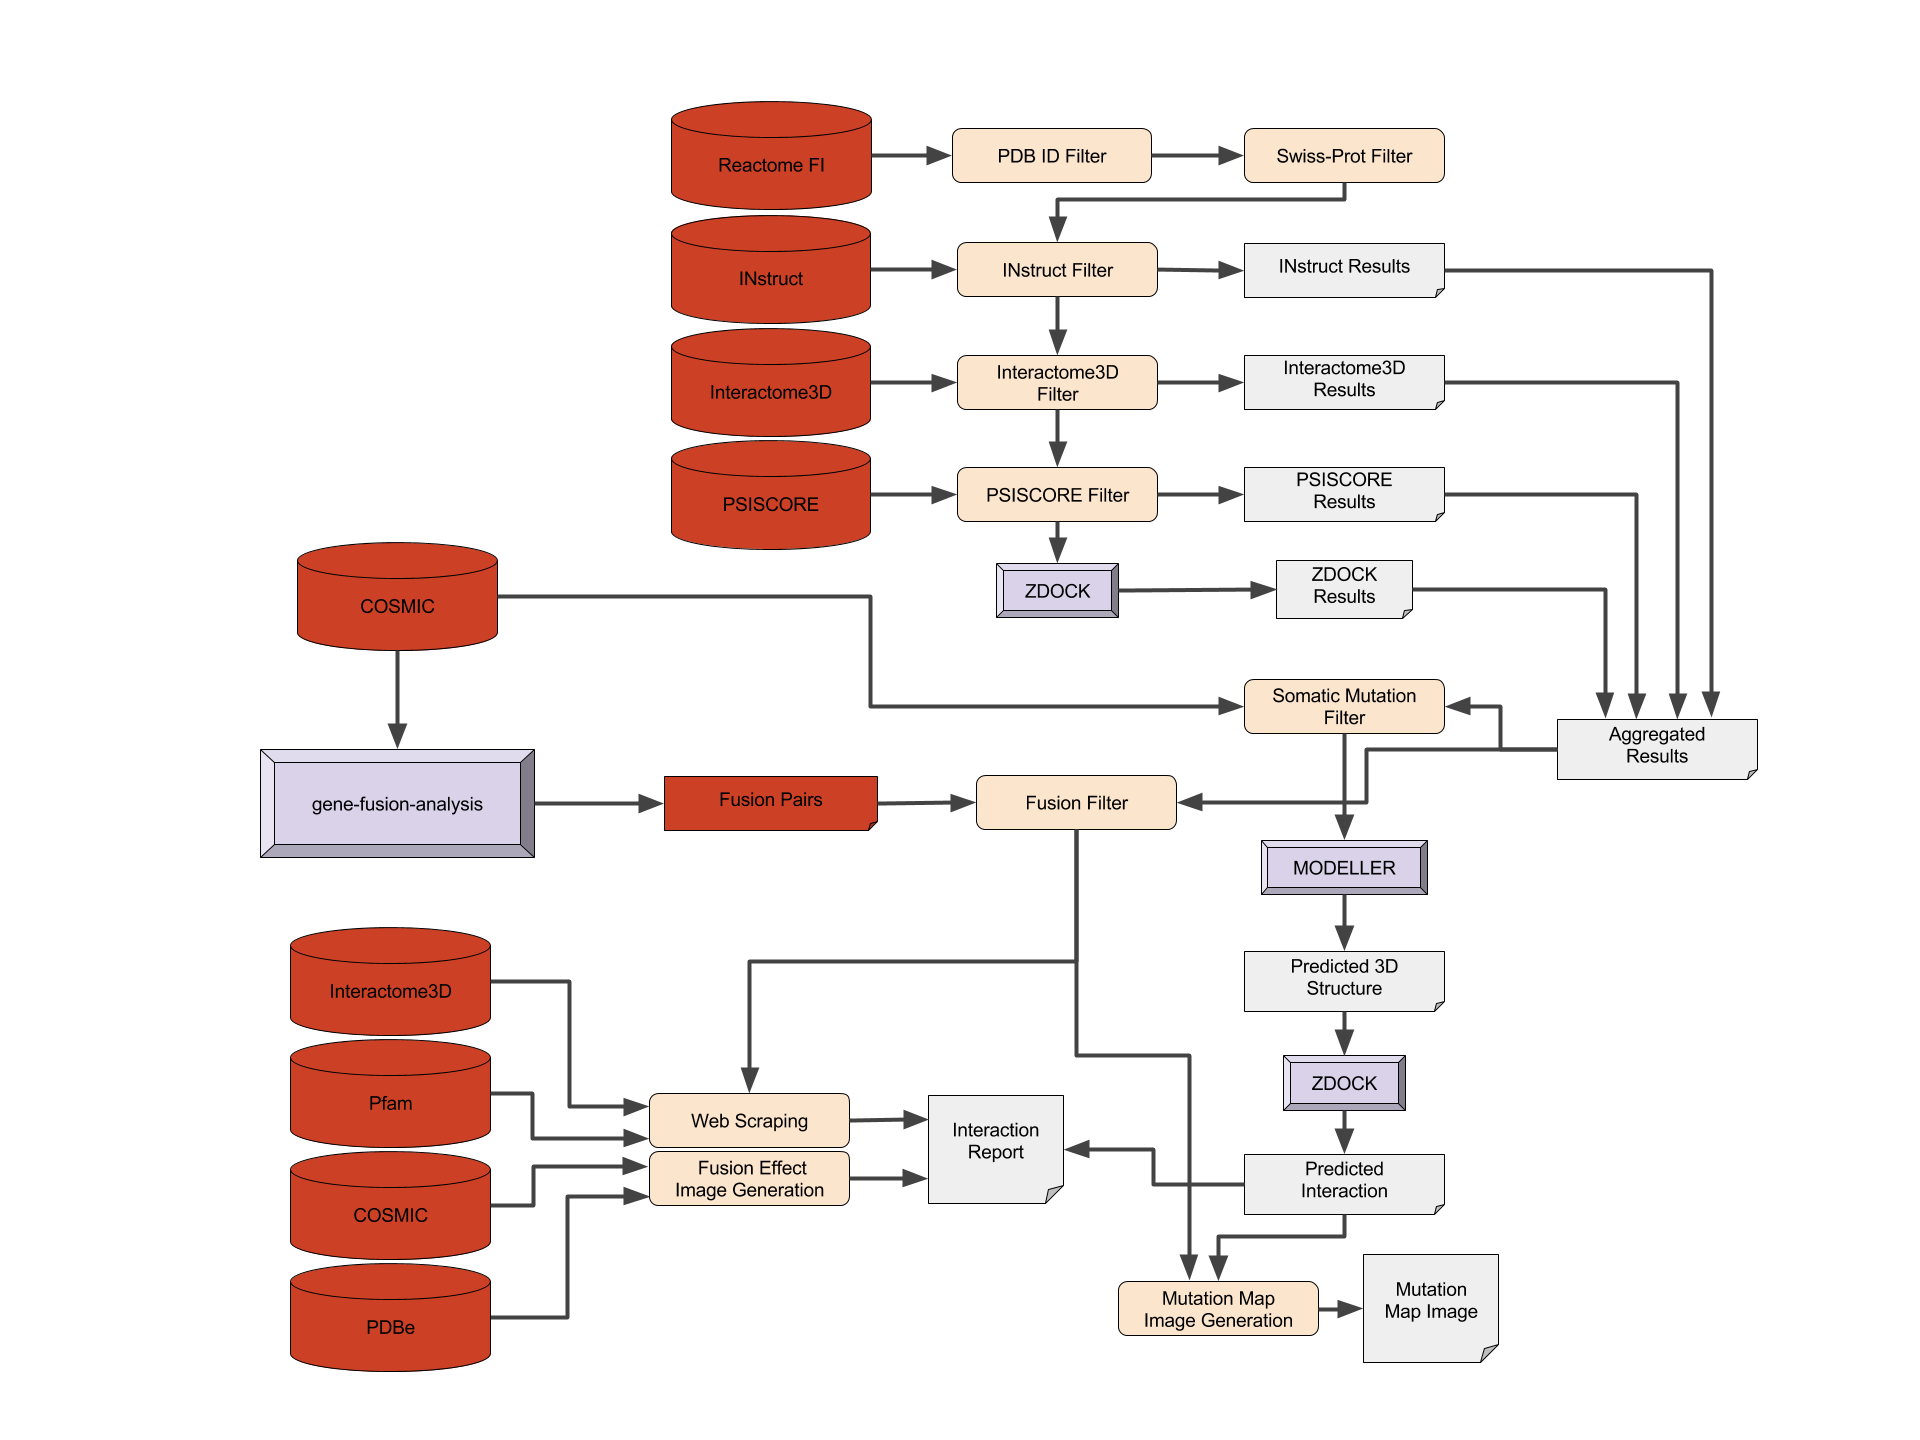 Reactome FI
PDB ID Filter
Swiss-Prot Filter
INstruct
INstruct Filter
INstruct Results
Interactome3D
Interactome3D
Filter
Interactome3D
Results
PSISCORE
PSISCORE Filter
PSISCORE
Results
COSMIC
ZDOCK
ZDOCK
Results
Somatic Mutation
Filter
Aggregated
Results
gene-fusion-analysis
Fusion Pairs
Fusion Filter
MODELLER
Predicted 3D
Structure
Interactome3D
Pfam
ZDOCK
Web Scraping
Interaction
Report
Fusion Effect
Image Generation
Predicted
Interaction
COSMIC
PDBe
Mutation Map
Image Generation
Mutation
Map Image